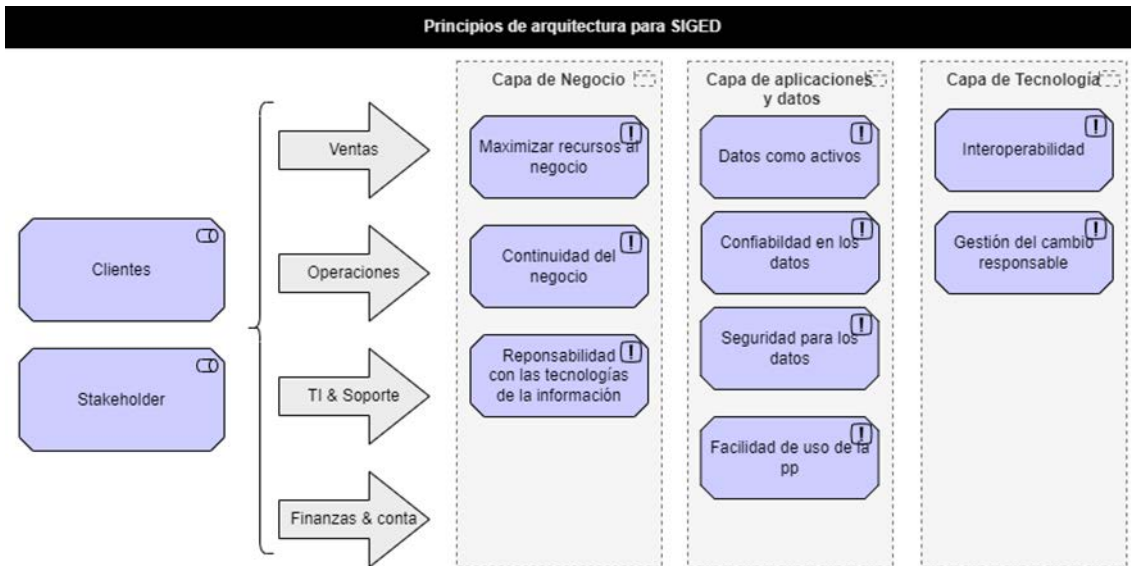 Principios de arquitectura para SIGED
Clientes
Stakeholder
Ventas
Operaciones
TI & Soporte
Finanzas & conta
Capa de Negocio
Maximizar recursos al
negocio
Continuidad del
negocio
Reponsabilidad
con las tecnologías
de la información
Capa de aplicaciones
y datos
Datos como activos
Confiabildad en los
datos
Seguridad para los
datos
Facilidad de uso de la
pp
Capa de Tecnología
Interoperabilidad
Gestión del cambio
responsable